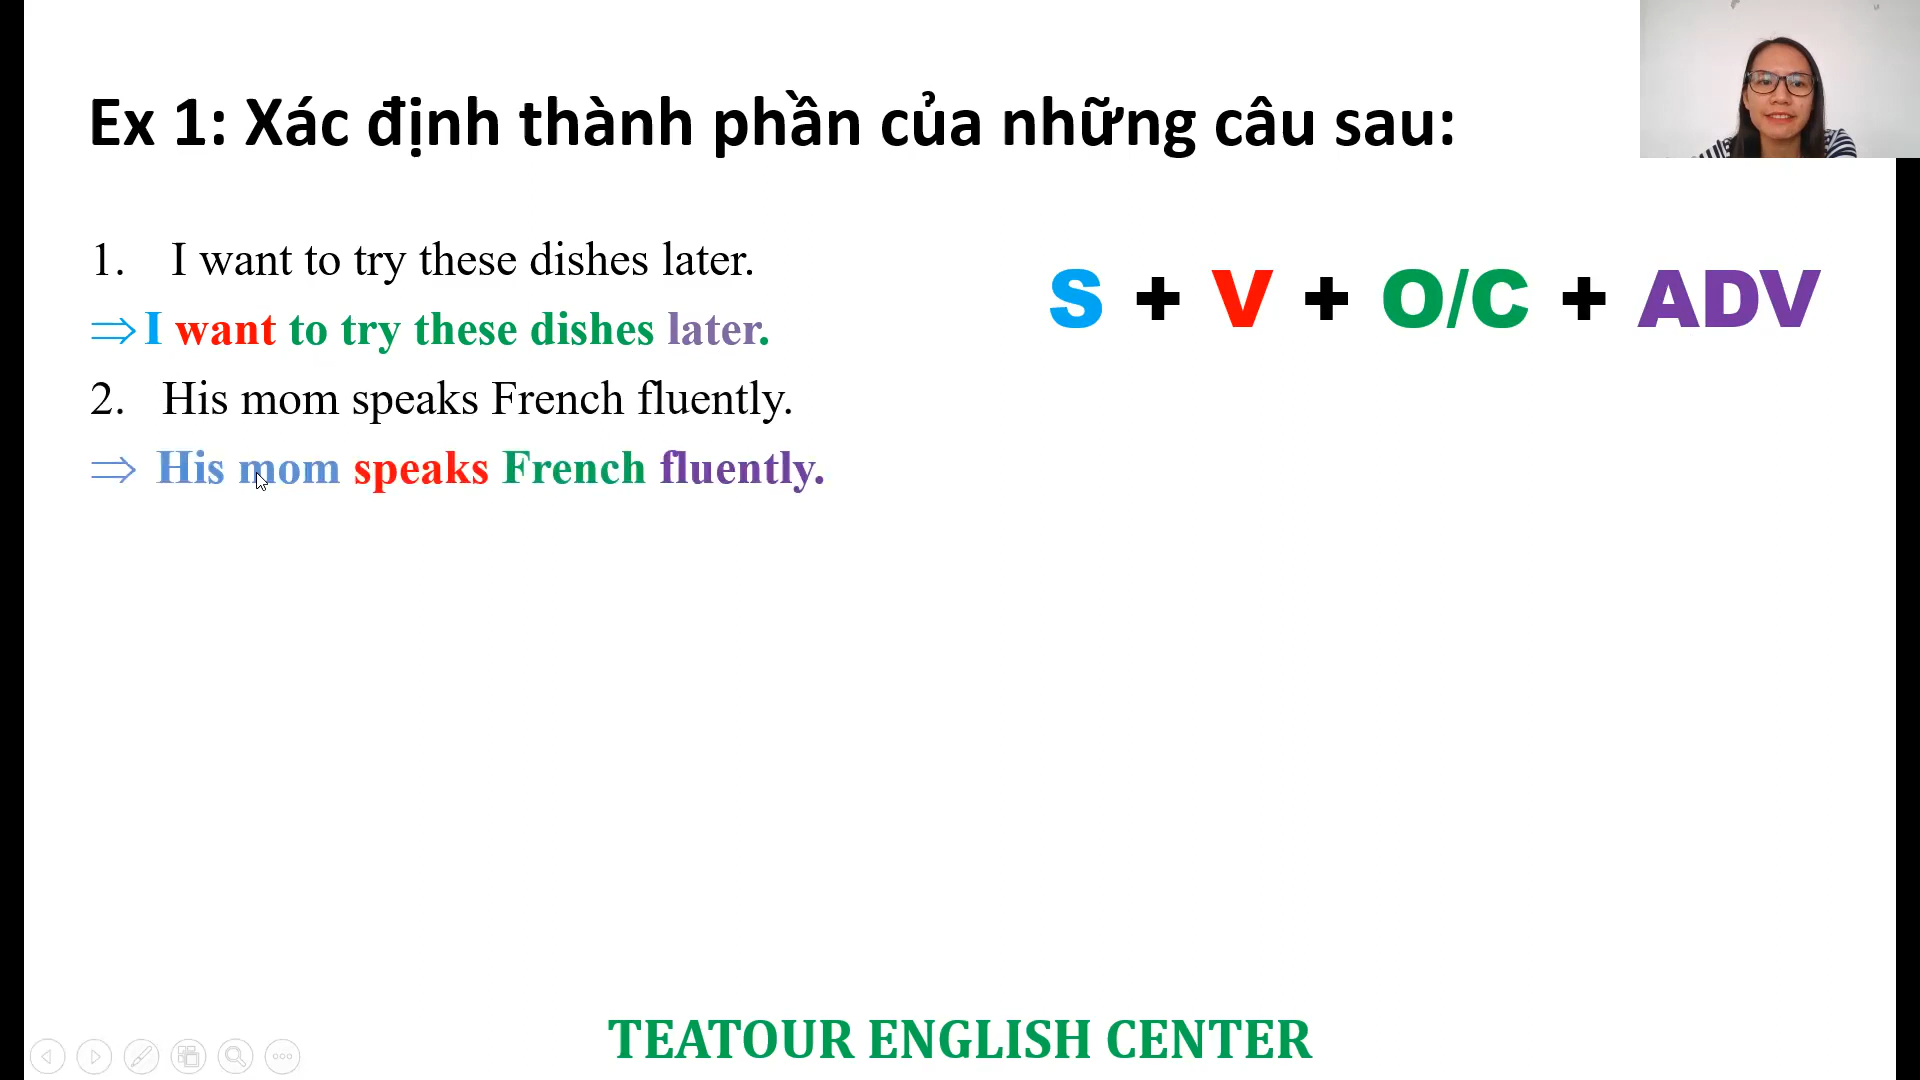 Ex 1: Xác định thành phần của những câu sau:
1. I want to try these dishes later.
⇒ I want to try these dishes later.
S + V + O/C + ADV
2. His mom speaks French fluently.
⇒ His mom speaks French fluently.
TEATOUR ENGLISH CENTER